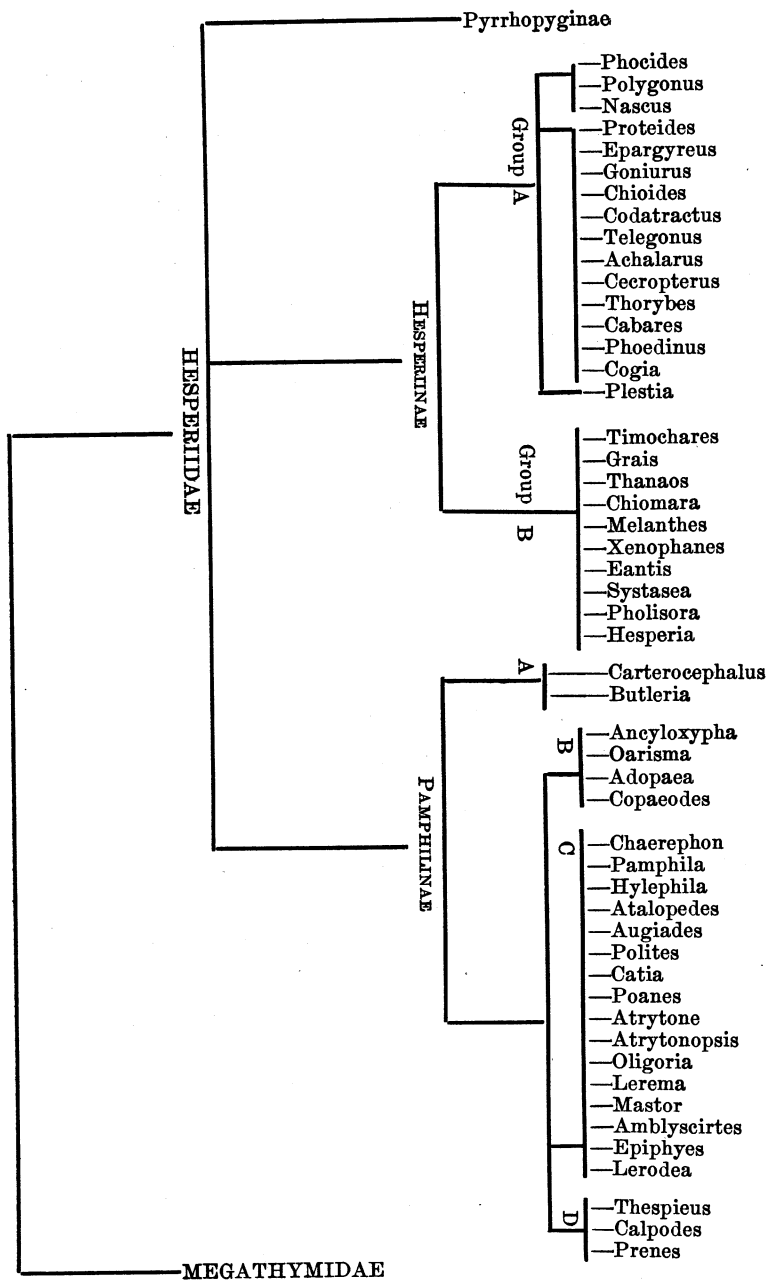 Pyrrhopyginae
Phocides
Polygonus
Nascus
Proteides
Epargyreus
Goniurus
Chioides
Codatractus
Telegonus
Achalarus
Cecropterus
Thorybes
Cabares
Phoedinus
Cogia
Plestia
Group A
HESPERIINAE
HESPERIIDAE
Timochares
Grais
Thanaos
Chiomara
Melanthes
Xenophanes
Eantis
Systasea
Pholisora
Hesperia
Group B
A
Carterocephalus
Butleria
PAMPHILINAE
B
Ancyloxypha
Oarisma
Adopaea
Copaeodes
C
Chaerephon
Pamphila
Hylephila
Atalopedes
Augiades
Polites
Catia
Poanes
Atrytone
Atrytonopsis
Oligoria
Lerema
Mastor
Amblyscirtes
Epiphyes
Lerodea
D
Thespieus
Calpodes
Prenes
MEGATHYMIDAE